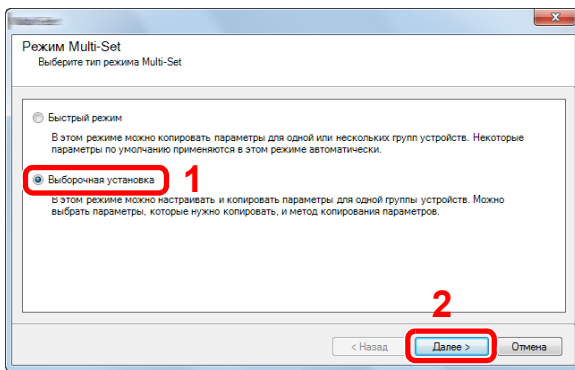 Режим Multi-Set
Выберите тип режима Multi-Set
Быстрый режим
В этом режиме можно копировать параметры для одной или нескольких групп устройств. Некоторые
параметры по умолчанию применяются в этом режиме автоматически.
Выборочная установка
1
В этом режиме можно настраивать и копировать параметры для одной группы устройств. Можно
выбрать параметры, которые нужно копировать, и метод копирования параметров.
2
< Назад
Далее >
Отмена